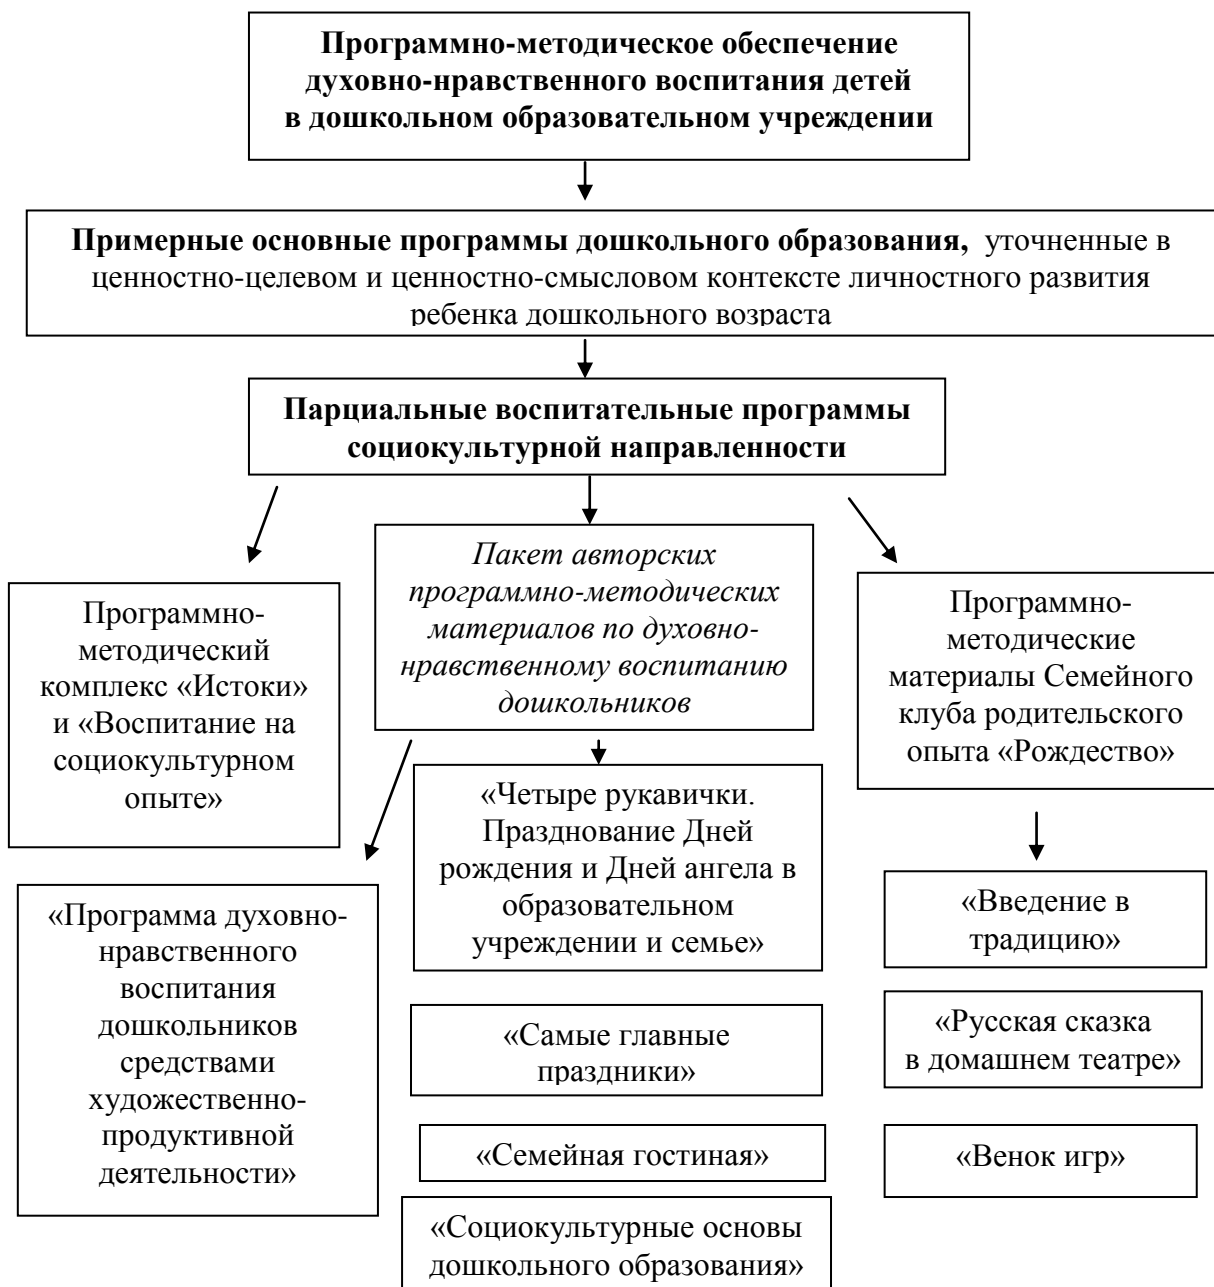 Программно-методическое обеспечение
духовно-нравственного воспитания детей
в дошкольном образовательном учреждении
Примерные основные программы дошкольного образования, уточненные в
ценностно-целевом и ценностно-смысловом контексте личностного развития
ребенка дошкольного возраста
Парциальные воспитательные программы
социокультурной направленности
Программно-
методический
комплекс «Истоки»
и «Воспитание на
социокультурном
опыте»
Пакет авторских
программно-методических
материалов по духовно-
нравственному воспитанию
дошкольников
Программно-
методические
материалы Семейного
клуба родительского
опыта «Рождество»
«Программа духовно-
нравственного
воспитания
дошкольников
средствами
художественно-
продуктивной
деятельности»
«Четыре рукавички.
Празднование Дней
рождения и Дней ангела в
образовательном
учреждении и семье»
«Самые главные
праздники»
«Семейная гостиная»
«Социокультурные основы
дошкольного образования»
«Введение в
традицию»
«Русская сказка
в домашнем театре»
«Венок игр»